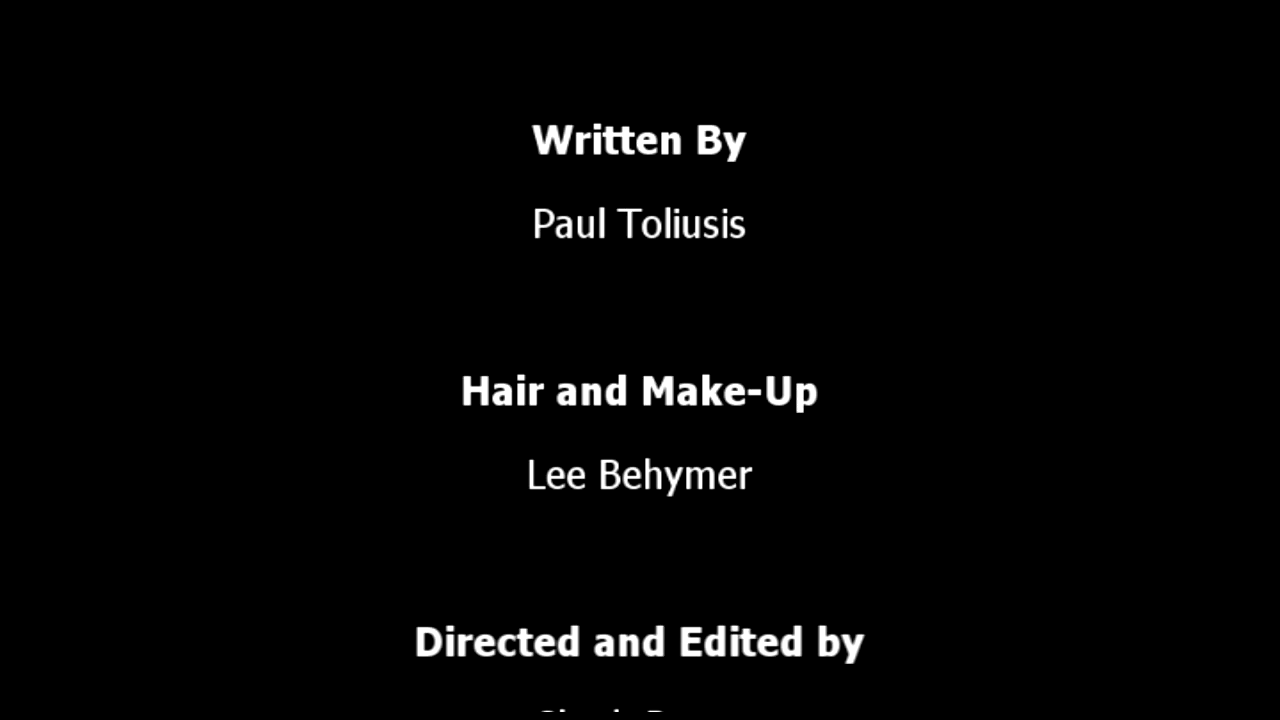 Written By
Paul Toliusis
Hair and Make-Up
Lee Behymer
Directed and Edited by